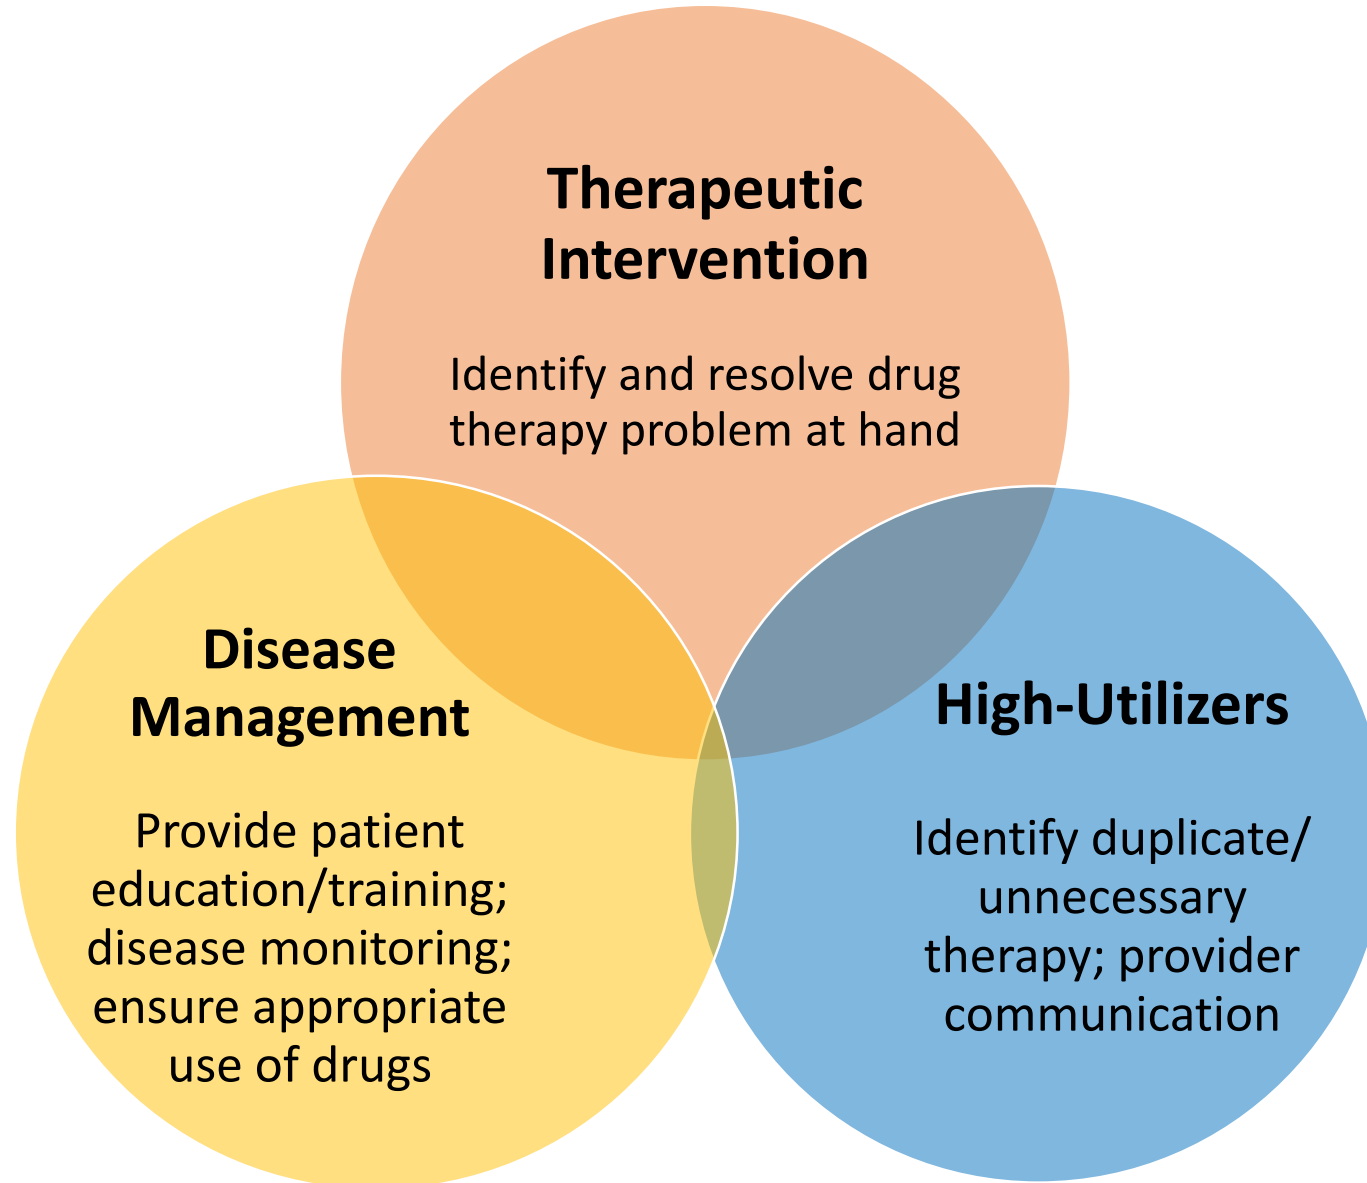 Therapeutic
Intervention
Identify and resolve drug
therapy problem at hand
Disease
Management
Provide patient
education/training;
disease monitoring;
ensure appropriate
use of drugs
High-Utilizers
Identify duplicate/
unnecessary
therapy; provider
communication